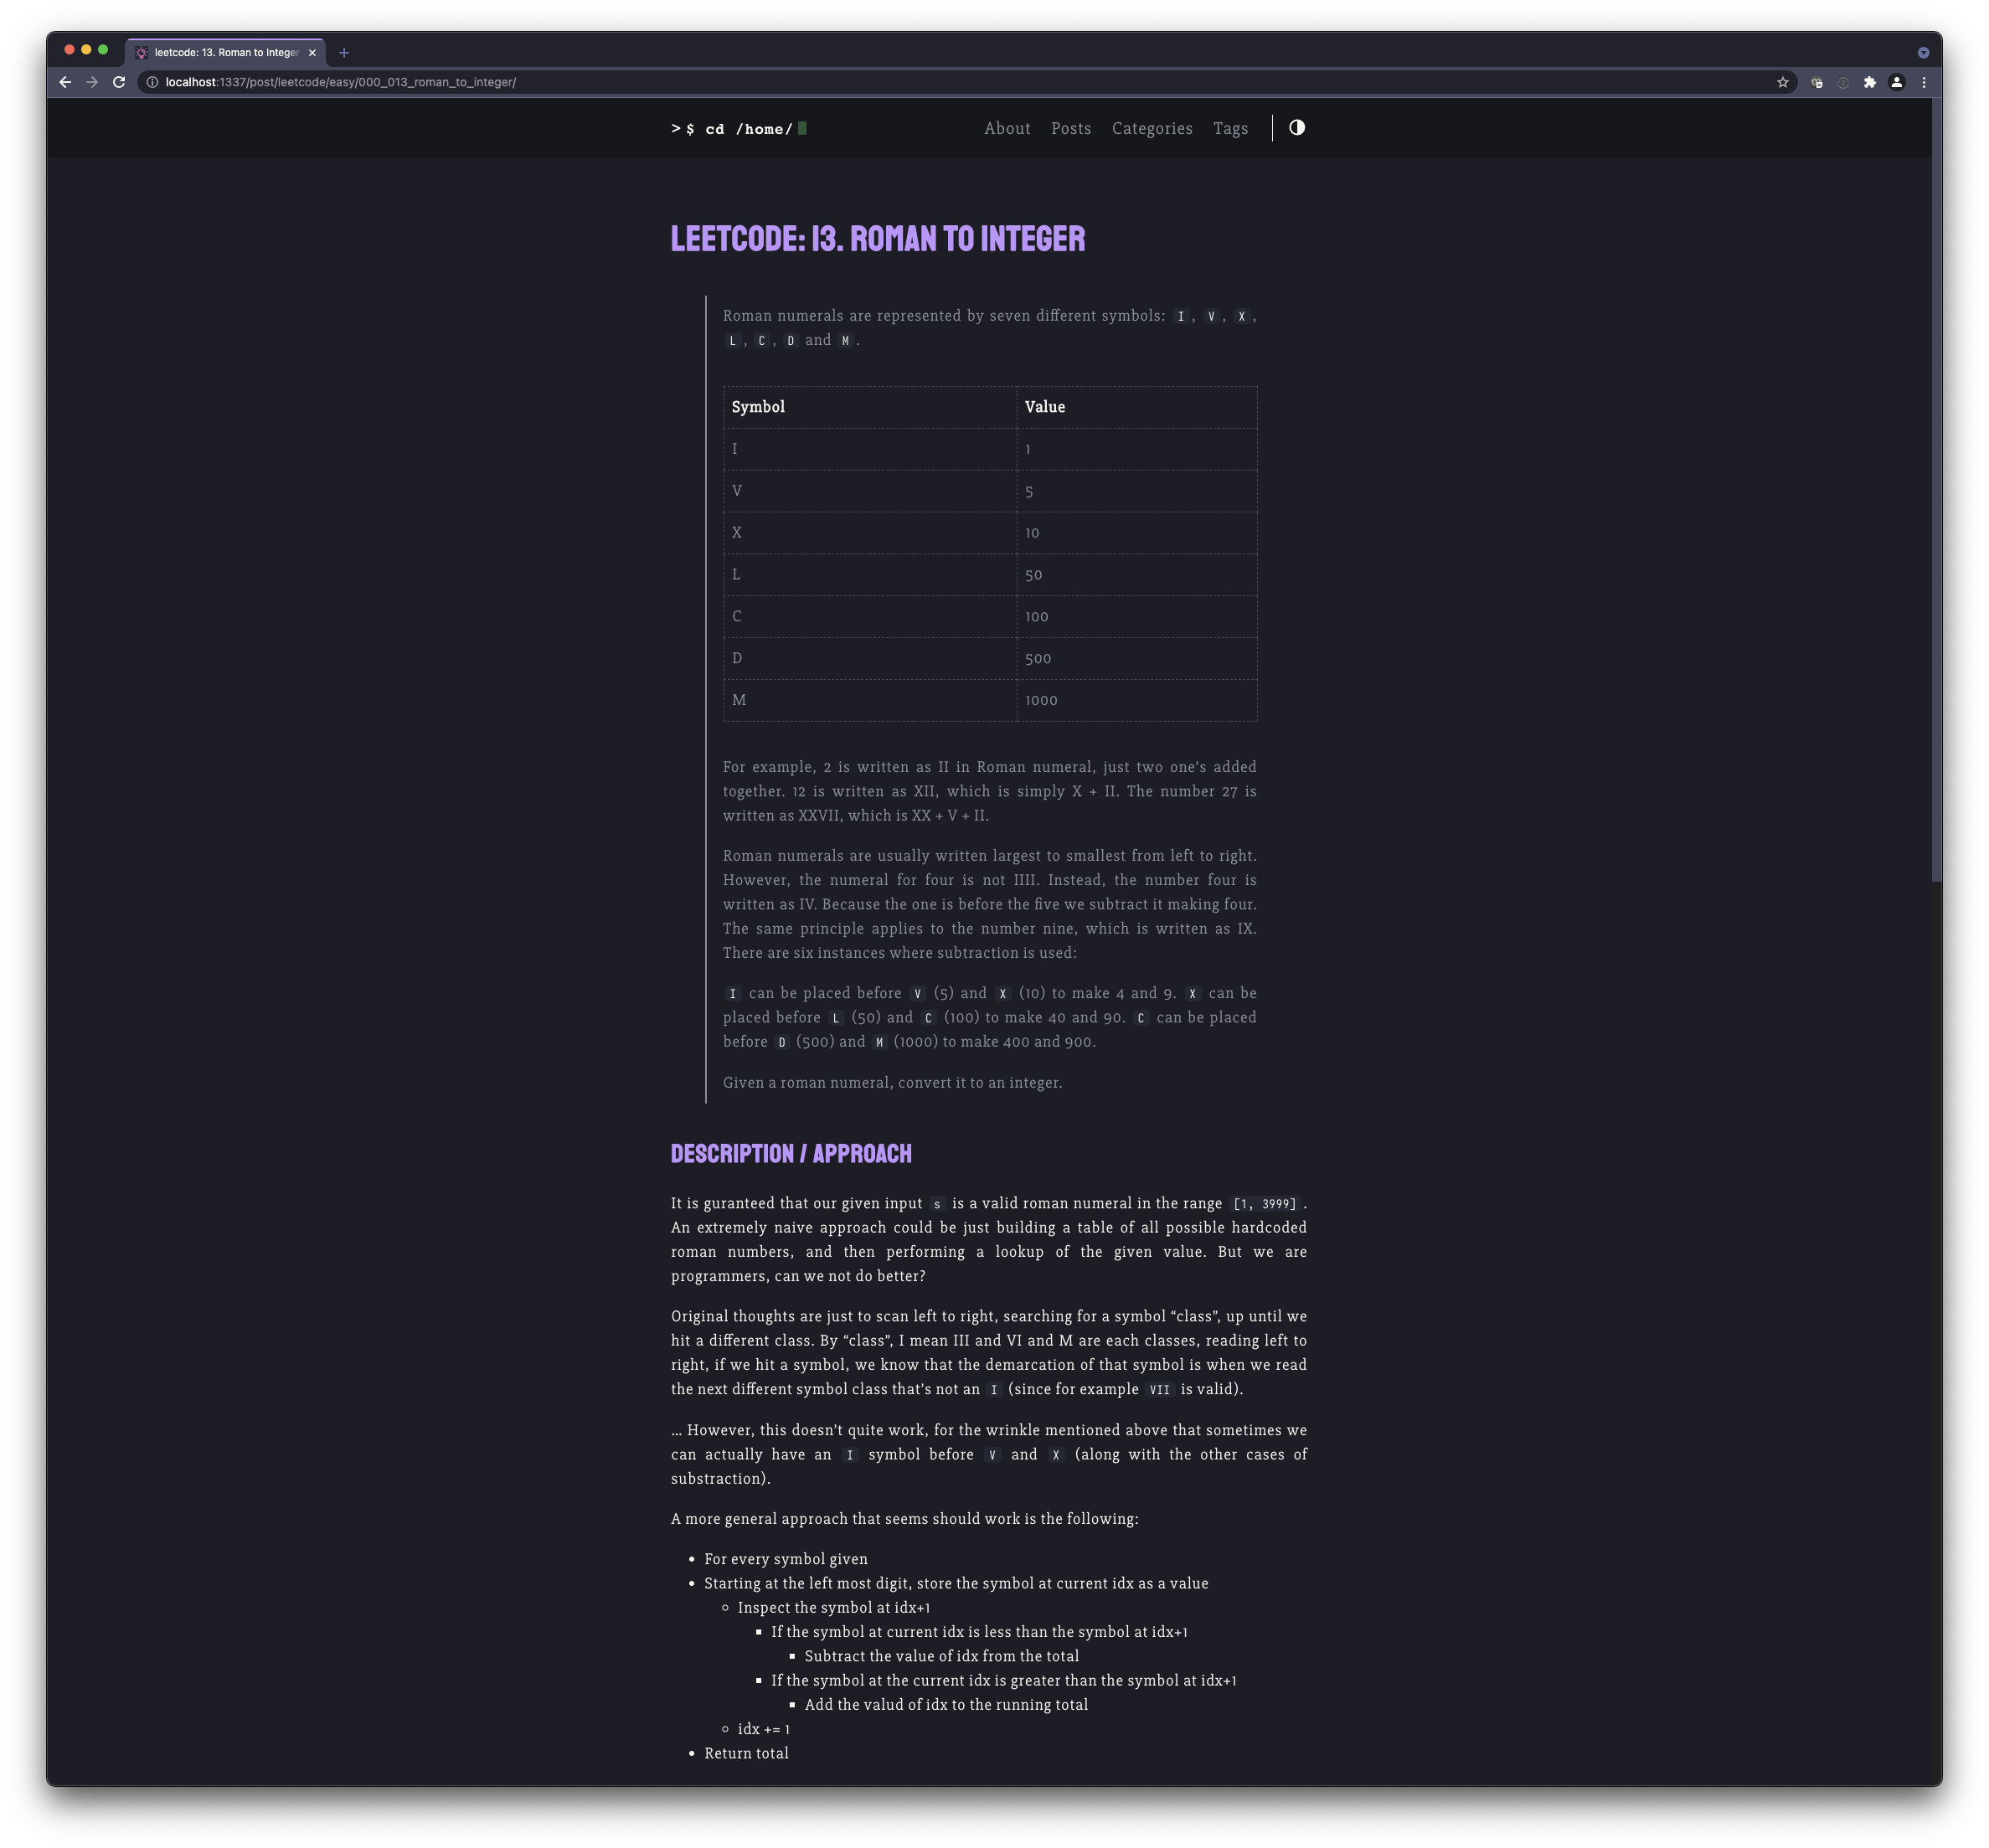 leetcode: 13. Roman to Integer
localhost:1337/post/leetcode/easy/000_013_roman_to_integer/
>$ cd /home/
About Posts Categories Tags
LEETCODE: 13. ROMAN TO INTEGER
Roman numerals are represented by seven different symbols: I, V, X,
L, C, D and M.
Symbol Value
I 1
V 5
X 10
L 50
C 100
D 500
M 1000
For example, 2 is written as II in Roman numeral, just two one’s added
together. 12 is written as XII, which is simply X + II. The number 27 is
written as XXVII, which is XX + V + II.
Roman numerals are usually written largest to smallest from left to right.
However, the numeral for four is not IIII. Instead, the number four is
written as IV. Because the one is before the five we subtract it making four.
The same principle applies to the number nine, which is written as IX.
There are six instances where subtraction is used:
I can be placed before V (5) and X (10) to make 4 and 9. X can be
placed before L (50) and C (100) to make 40 and 90. C can be placed
before D (500) and M (1000) to make 400 and 900.
Given a roman numeral, convert it to an integer.
DESCRIPTION / APPROACH
It is guranteed that our given input s is a valid roman numeral in the range [1, 3999].
An extremely naive approach could be just building a table of all possible hardcoded
roman numbers, and then performing a lookup of the given value. But we are
programmers, can we not do better?
Original thoughts are just to scan left to right, searching for a symbol “class”, up until we
hit a different class. By “class”, I mean III and VI and M are each classes, reading left to
right, if we hit a symbol, we know that the demarcation of that symbol is when we read
the next different symbol class that’s not an I (since for example VII is valid).
… However, this doesn’t quite work, for the wrinkle mentioned above that sometimes we
can actually have an I symbol before V and X (along with the other cases of
substraction).
A more general approach that seems should work is the following:
• For every symbol given
• Starting at the left most digit, store the symbol at current idx as a value
◦ Inspect the symbol at idx+1
▪ If the symbol at current idx is less than the symbol at idx+1
▪ Subtract the value of idx from the total
▪ If the symbol at the current idx is greater than the symbol at idx+1
▪ Add the valud of idx to the running total
◦ idx += 1
• Return total